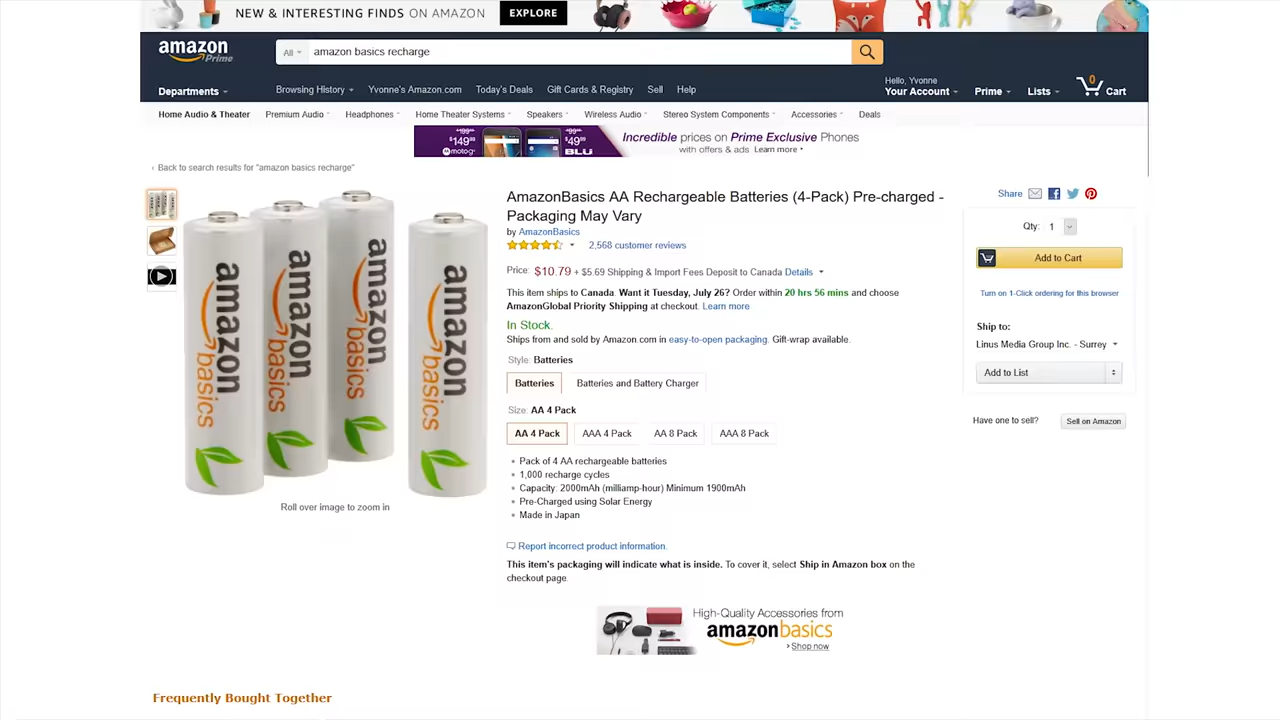 NEW & INTERESTING FINDS ON AMAZON EXPLORE
amazon Prime
All amazon basics recharge
Hello, Yvonne
Departments Browsing History Yvonne's Amazon.com Today's Deals Gift Cards & Registry Sell Help Your Account Prime Lists 0 Cart
Home Audio & Theater Premium Audio Headphones Home Theater Systems Speakers Wireless Audio Stereo System Components Accessories Deals
$149⁹⁹ $49⁹⁹ Incredible prices on Prime Exclusive Phones
moto g BLU with offers & ads Learn more
‹ Back to search results for "amazon basics recharge"
AmazonBasics AA Rechargeable Batteries (4-Pack) Pre-charged -
Packaging May Vary
by AmazonBasics
2,568 customer reviews
Price: $10.79 + $5.69 Shipping & Import Fees Deposit to Canada Details
This item ships to Canada. Want it Tuesday, July 26? Order within 20 hrs 56 mins and choose
AmazonGlobal Priority Shipping at checkout. Learn more
In Stock.
Ships from and sold by Amazon.com in easy-to-open packaging. Gift-wrap available.
Style: Batteries
Batteries Batteries and Battery Charger
Size: AA 4 Pack
AA 4 Pack AAA 4 Pack AA 8 Pack AAA 8 Pack
Pack of 4 AA rechargeable batteries
1,000 recharge cycles
Capacity: 2000mAh (milliamp-hour) Minimum 1900mAh
Pre-Charged using Solar Energy
Made in Japan
Report incorrect product information.
This item's packaging will indicate what is inside. To cover it, select Ship in Amazon box on the
checkout page.
amazon basics
amazon basics
amazon basics
amazon basics
Roll over image to zoom in
Share
Qty: 1
Add to Cart
Turn on 1-Click ordering for this browser
Ship to:
Linus Media Group Inc. - Surrey
Add to List
Have one to sell? Sell on Amazon
High-Quality Accessories from
amazonbasics
› Shop now
Frequently Bought Together